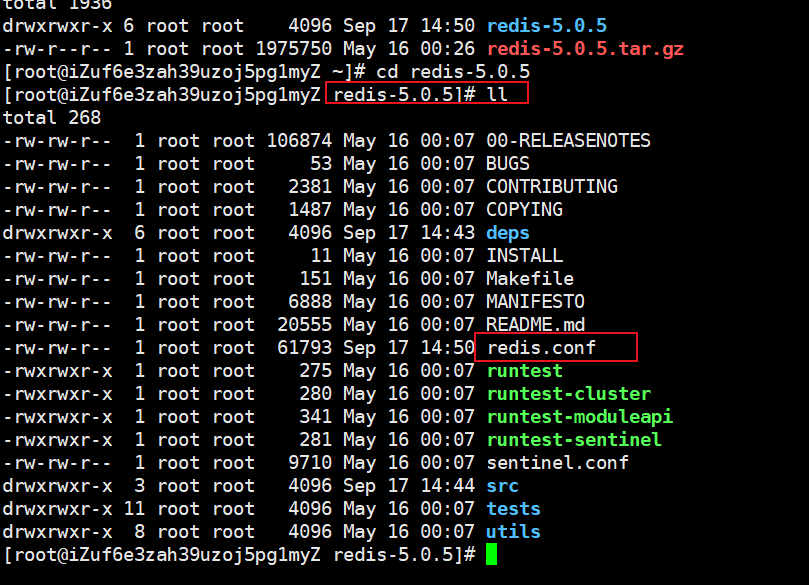 total 1936
drwxrwxr-x 6 root root    4096 Sep 17 14:50 redis-5.0.5
-rw-r--r-- 1 root root 1975750 May 16 00:26 redis-5.0.5.tar.gz
[root@iZuf6e3zah39uzoj5pg1myZ ~]# cd redis-5.0.5
[root@iZuf6e3zah39uzoj5pg1myZ redis-5.0.5]# ll
total 268
-rw-rw-r--  1 root root 106874 May 16 00:07 00-RELEASENOTES
-rw-rw-r--  1 root root     53 May 16 00:07 BUGS
-rw-rw-r--  1 root root   2381 May 16 00:07 CONTRIBUTING
-rw-rw-r--  1 root root   1487 May 16 00:07 COPYING
drwxrwxr-x  6 root root   4096 Sep 17 14:43 deps
-rw-rw-r--  1 root root     11 May 16 00:07 INSTALL
-rw-rw-r--  1 root root    151 May 16 00:07 Makefile
-rw-rw-r--  1 root root   6888 May 16 00:07 MANIFESTO
-rw-rw-r--  1 root root  20555 May 16 00:07 README.md
-rw-rw-r--  1 root root  61793 Sep 17 14:50 redis.conf
-rwxrwxr-x  1 root root    275 May 16 00:07 runtest
-rwxrwxr-x  1 root root    280 May 16 00:07 runtest-cluster
-rwxrwxr-x  1 root root    341 May 16 00:07 runtest-moduleapi
-rwxrwxr-x  1 root root    281 May 16 00:07 runtest-sentinel
-rw-rw-r--  1 root root   9710 May 16 00:07 sentinel.conf
drwxrwxr-x  3 root root   4096 Sep 17 14:44 src
drwxrwxr-x 11 root root   4096 May 16 00:07 tests
drwxrwxr-x  8 root root   4096 May 16 00:07 utils
[root@iZuf6e3zah39uzoj5pg1myZ redis-5.0.5]#